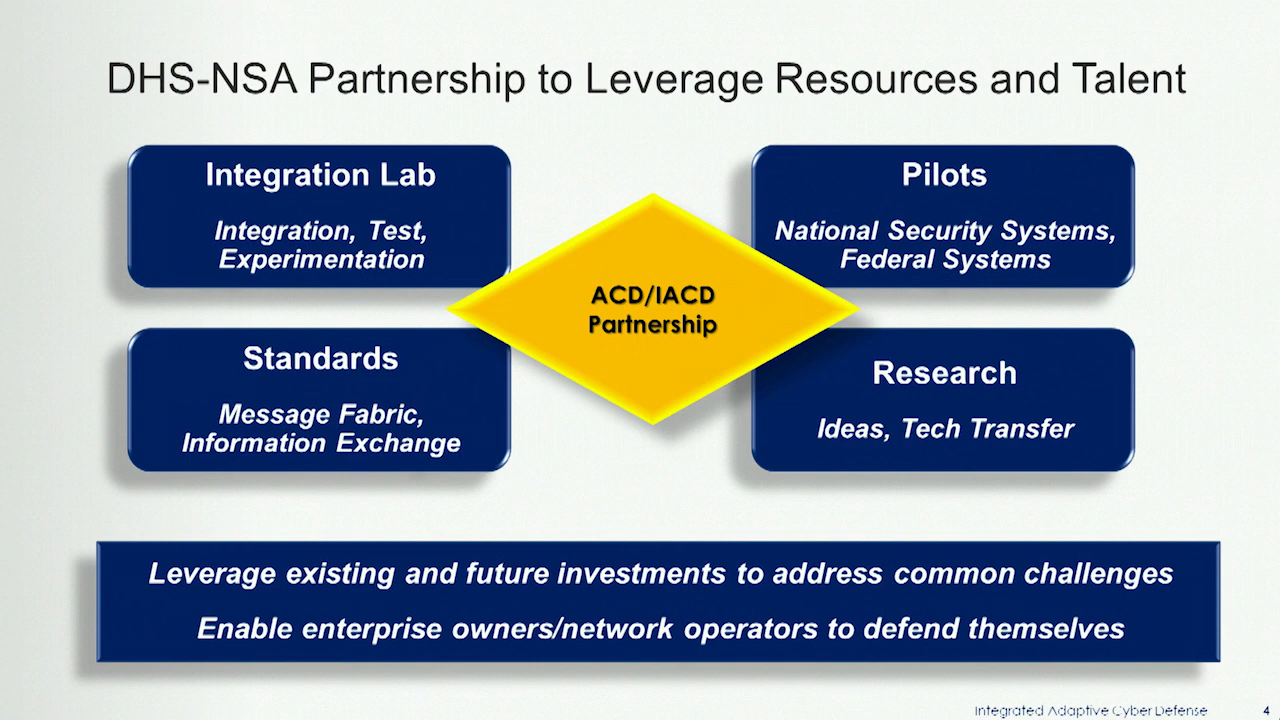 DHS-NSA Partnership to Leverage Resources and Talent
Integration Lab
Integration, Test,
Experimentation
Pilots
National Security Systems,
Federal Systems
ACD/IACD
Partnership
Standards
Message Fabric,
Information Exchange
Research
Ideas, Tech Transfer
Leverage existing and future investments to address common challenges
Enable enterprise owners/network operators to defend themselves
Integrated Adaptive Cyber Defense
4